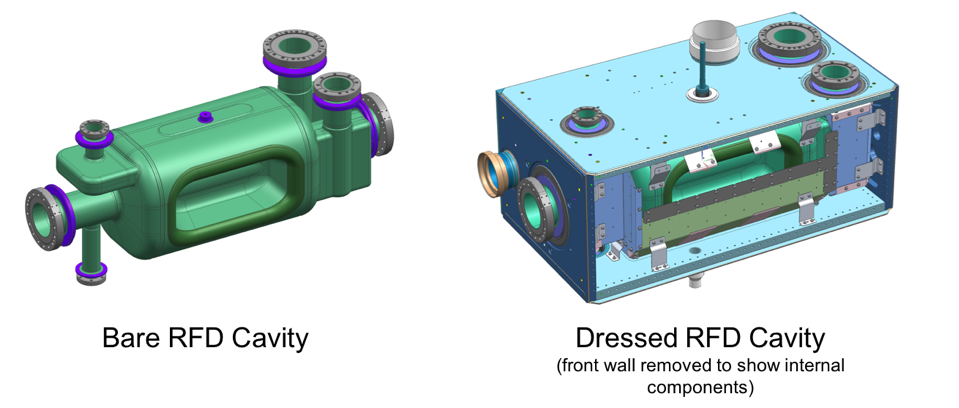 Bare RFD Cavity
Dressed RFD Cavity
(front wall removed to show internal
components)